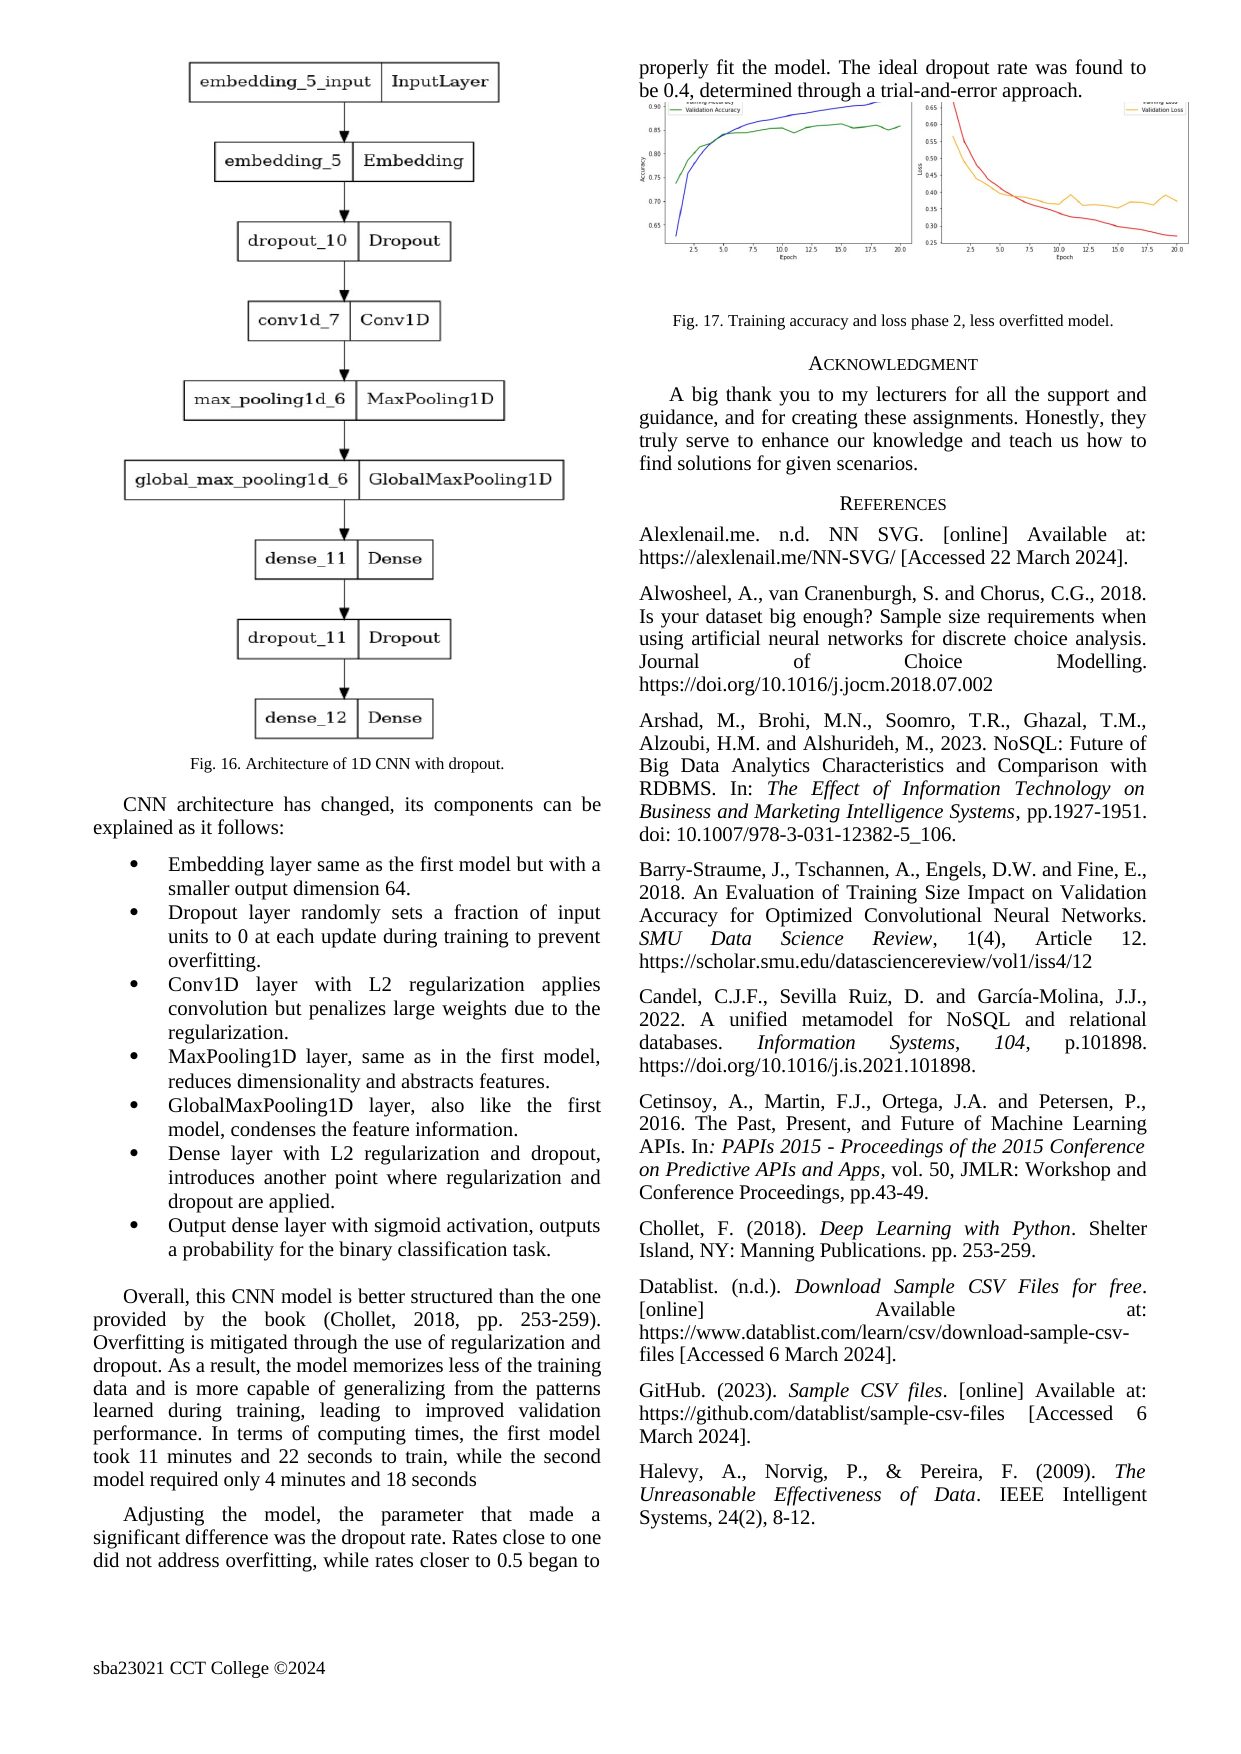 embedding_5_input InputLayer
embedding_5 Embedding
dropout_10 Dropout
conv1d_7 Conv1D
max_pooling1d_6 MaxPooling1D
global_max_pooling1d_6 GlobalMaxPooling1D
dense_11 Dense
dropout_11 Dropout
dense_12 Dense
Fig. 16. Architecture of 1D CNN with dropout.
CNN architecture has changed, its components can be
explained as it follows:
• Embedding layer same as the first model but with a
smaller output dimension 64.
• Dropout layer randomly sets a fraction of input
units to 0 at each update during training to prevent
overfitting.
• Conv1D layer with L2 regularization applies
convolution but penalizes large weights due to the
regularization.
• MaxPooling1D layer, same as in the first model,
reduces dimensionality and abstracts features.
• GlobalMaxPooling1D layer, also like the first
model, condenses the feature information.
• Dense layer with L2 regularization and dropout,
introduces another point where regularization and
dropout are applied.
• Output dense layer with sigmoid activation, outputs
a probability for the binary classification task.
Overall, this CNN model is better structured than the one
provided by the book (Chollet, 2018, pp. 253-259).
Overfitting is mitigated through the use of regularization and
dropout. As a result, the model memorizes less of the training
data and is more capable of generalizing from the patterns
learned during training, leading to improved validation
performance. In terms of computing times, the first model
took 11 minutes and 22 seconds to train, while the second
model required only 4 minutes and 18 seconds
Adjusting the model, the parameter that made a
significant difference was the dropout rate. Rates close to one
did not address overfitting, while rates closer to 0.5 began to
properly fit the model. The ideal dropout rate was found to
be 0.4, determined through a trial-and-error approach.
Validation Accuracy
0.90
0.85
0.80
0.75
0.70
0.65
Accuracy
2.5 5.0 7.5 10.0 12.5 15.0 17.5 20.0
Epoch
Validation Loss
0.65
0.60
0.55
0.50
0.45
0.40
0.35
0.30
0.25
Loss
2.5 5.0 7.5 10.0 12.5 15.0 17.5 20.0
Epoch
Fig. 17. Training accuracy and loss phase 2, less overfitted model.
ACKNOWLEDGMENT
A big thank you to my lecturers for all the support and
guidance, and for creating these assignments. Honestly, they
truly serve to enhance our knowledge and teach us how to
find solutions for given scenarios.
REFERENCES
Alexlenail.me. n.d. NN SVG. [online] Available at:
https://alexlenail.me/NN-SVG/ [Accessed 22 March 2024].
Alwosheel, A., van Cranenburgh, S. and Chorus, C.G., 2018.
Is your dataset big enough? Sample size requirements when
using artificial neural networks for discrete choice analysis.
Journal of Choice Modelling.
https://doi.org/10.1016/j.jocm.2018.07.002
Arshad, M., Brohi, M.N., Soomro, T.R., Ghazal, T.M.,
Alzoubi, H.M. and Alshurideh, M., 2023. NoSQL: Future of
Big Data Analytics Characteristics and Comparison with
RDBMS. In: The Effect of Information Technology on
Business and Marketing Intelligence Systems, pp.1927-1951.
doi: 10.1007/978-3-031-12382-5_106.
Barry-Straume, J., Tschannen, A., Engels, D.W. and Fine, E.,
2018. An Evaluation of Training Size Impact on Validation
Accuracy for Optimized Convolutional Neural Networks.
SMU Data Science Review, 1(4), Article 12.
https://scholar.smu.edu/datasciencereview/vol1/iss4/12
Candel, C.J.F., Sevilla Ruiz, D. and García-Molina, J.J.,
2022. A unified metamodel for NoSQL and relational
databases. Information Systems, 104, p.101898.
https://doi.org/10.1016/j.is.2021.101898.
Cetinsoy, A., Martin, F.J., Ortega, J.A. and Petersen, P.,
2016. The Past, Present, and Future of Machine Learning
APIs. In: PAPIs 2015 - Proceedings of the 2015 Conference
on Predictive APIs and Apps, vol. 50, JMLR: Workshop and
Conference Proceedings, pp.43-49.
Chollet, F. (2018). Deep Learning with Python. Shelter
Island, NY: Manning Publications. pp. 253-259.
Datablist. (n.d.). Download Sample CSV Files for free.
[online] Available at:
https://www.datablist.com/learn/csv/download-sample-csv-
files [Accessed 6 March 2024].
GitHub. (2023). Sample CSV files. [online] Available at:
https://github.com/datablist/sample-csv-files [Accessed 6
March 2024].
Halevy, A., Norvig, P., & Pereira, F. (2009). The
Unreasonable Effectiveness of Data. IEEE Intelligent
Systems, 24(2), 8-12.
sba23021 CCT College ©2024